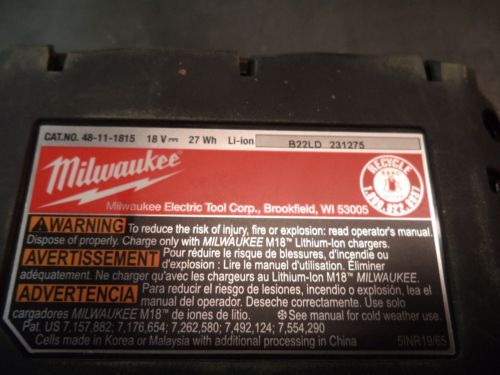 CAT.NO. 48-11-1815 18 V⎓ 27 Wh Li-ion B22LD 231275
Milwaukee
RECYCLE
1.800.822.8837
Milwaukee Electric Tool Corp., Brookfield, WI 53005
WARNING To reduce the risk of injury, fire or explosion: read operator's manual.
Dispose of properly. Charge only with MILWAUKEE M18™ Lithium-Ion chargers.
AVERTISSEMENT Pour réduire le risque de blessures, d'incendie ou
d'explosion : Lire le manuel d'utilisation. Éliminer
adéquatement. Ne charger qu'avec les chargeurs au Lithium-Ion M18™ MILWAUKEE.
ADVERTENCIA Para reducir el riesgo de lesiones, incendio o explosión, lea el
manual del operador. Deseche correctamente. Use solo
cargadores MILWAUKEE M18™ de iones de litio. ❄See manual for cold weather use.
Pat. US 7,157,882; 7,176,654; 7,262,580; 7,492,124; 7,554,290
Cells made in Korea or Malaysia with additional processing in China 5INR19/65